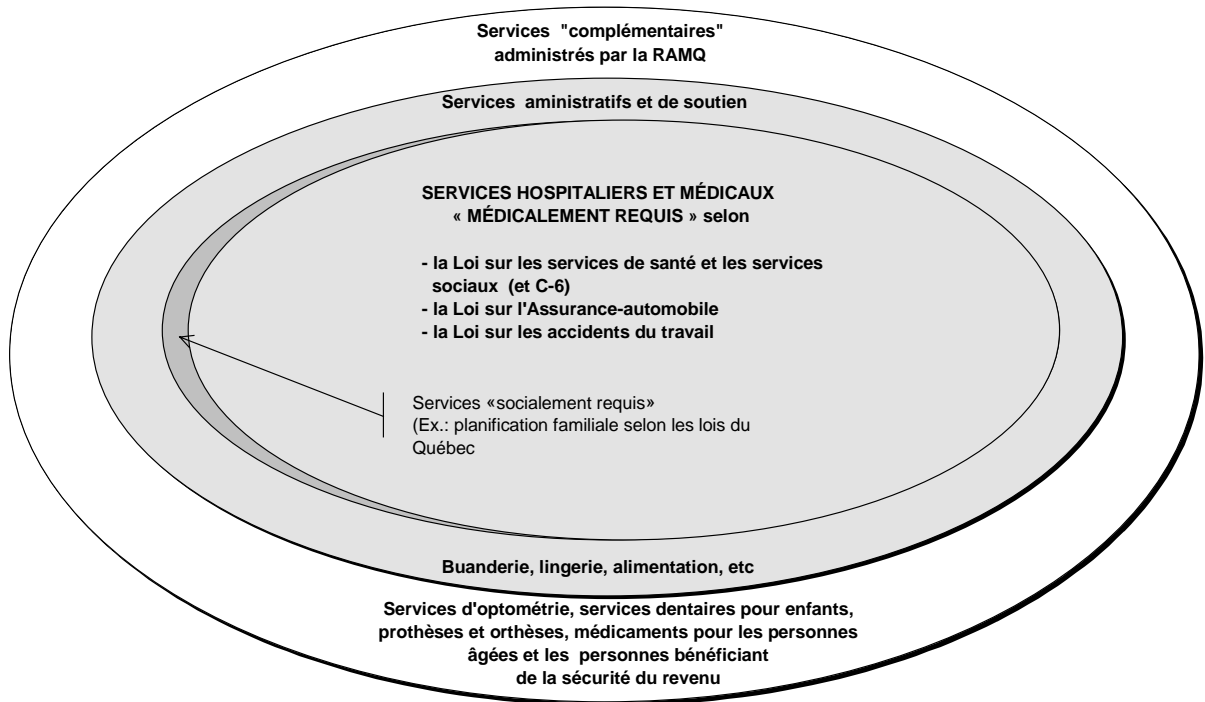 Services "complémentaires"
administrés par la RAMQ
Services aministratifs et de soutien
SERVICES HOSPITALIERS ET MÉDICAUX
« MÉDICALEMENT REQUIS » selon
- la Loi sur les services de santé et les services
sociaux (et C-6)
- la Loi sur l'Assurance-automobile
- la Loi sur les accidents du travail
Services «socialement requis»
(Ex.: planification familiale selon les lois du
Québec
Buanderie, lingerie, alimentation, etc
Services d'optométrie, services dentaires pour enfants,
prothèses et orthèses, médicaments pour les personnes
âgées et les personnes bénéficiant
de la sécurité du revenu